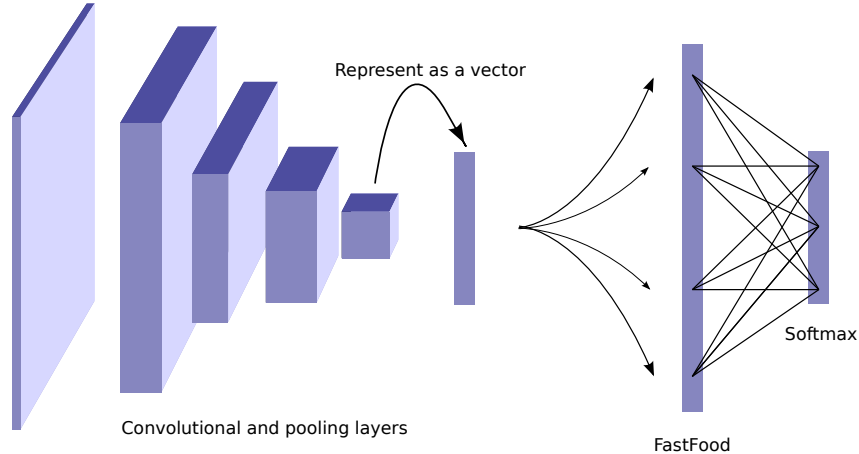 Represent as a vector
Convolutional and pooling layers
FastFood
Softmax